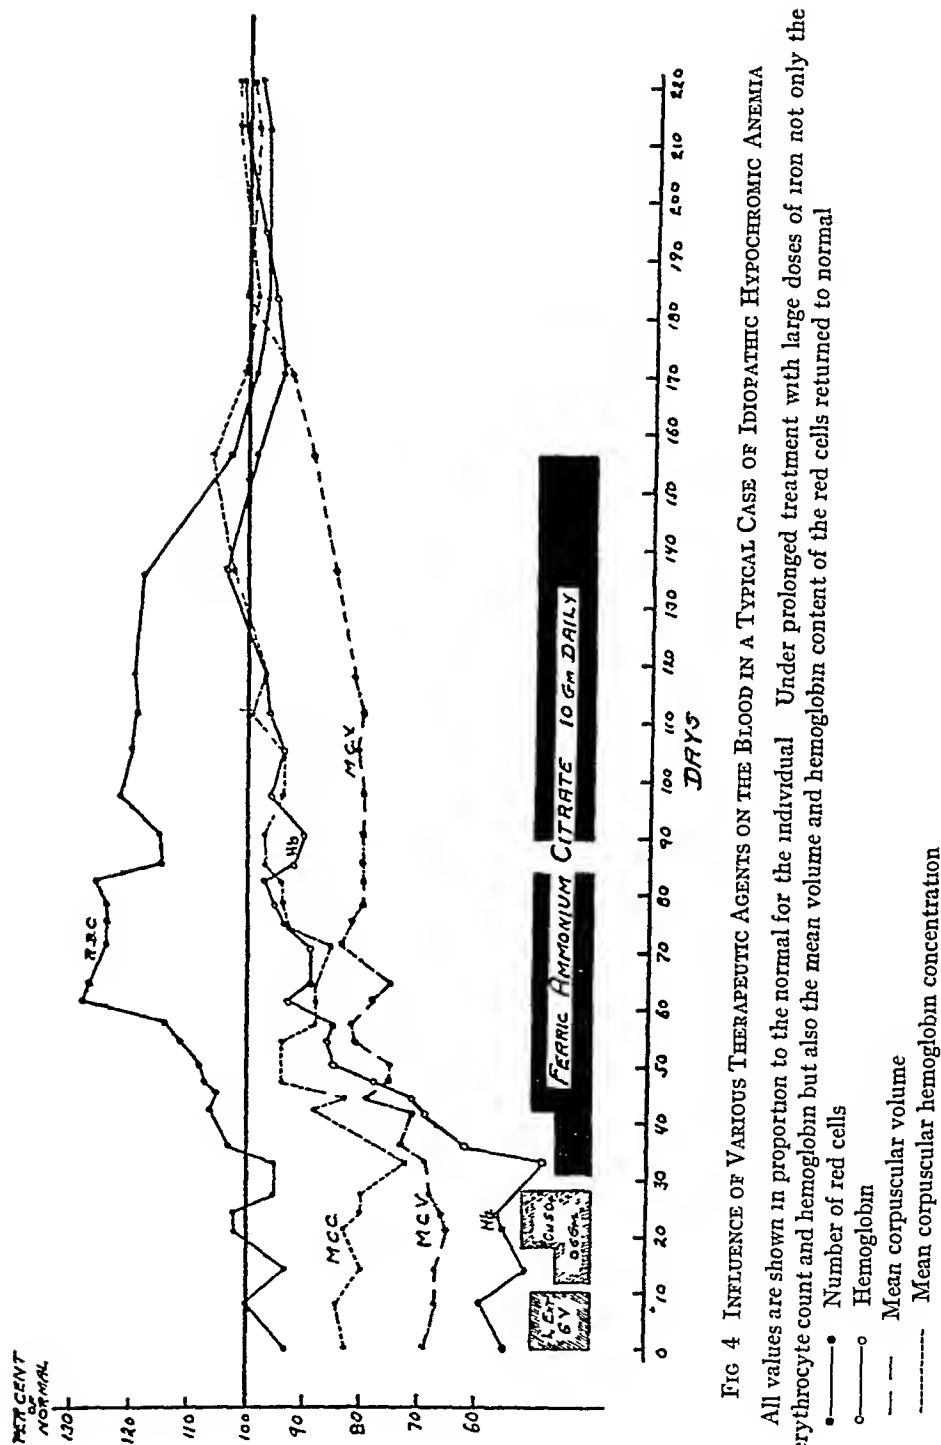 PER CENT
OF
NORMAL
130
120
110
100
90
80
70
60
R.B.C
M C C
M C V
Hb
Hb
M C V
L. Ext
6 V
CuSO4
0.6 Gm
FERRIC AMMONIUM CITRATE 10 GM DAILY
0 10 20 30 40 50 60 70 80 90 100 110 120 130 140 150 160 170 180 190 200 210 220
DAYS
FIG 4 INFLUENCE OF VARIOUS THERAPEUTIC AGENTS ON THE BLOOD IN A TYPICAL CASE OF IDIOPATHIC HYPOCHROMIC ANEMIA
All values are shown in proportion to the normal for the individual Under prolonged treatment with large doses of iron not only the
erythrocyte count and hemoglobin but also the mean volume and hemoglobin content of the red cells returned to normal
Number of red cells
Hemoglobin
Mean corpuscular volume
Mean corpuscular hemoglobin concentration